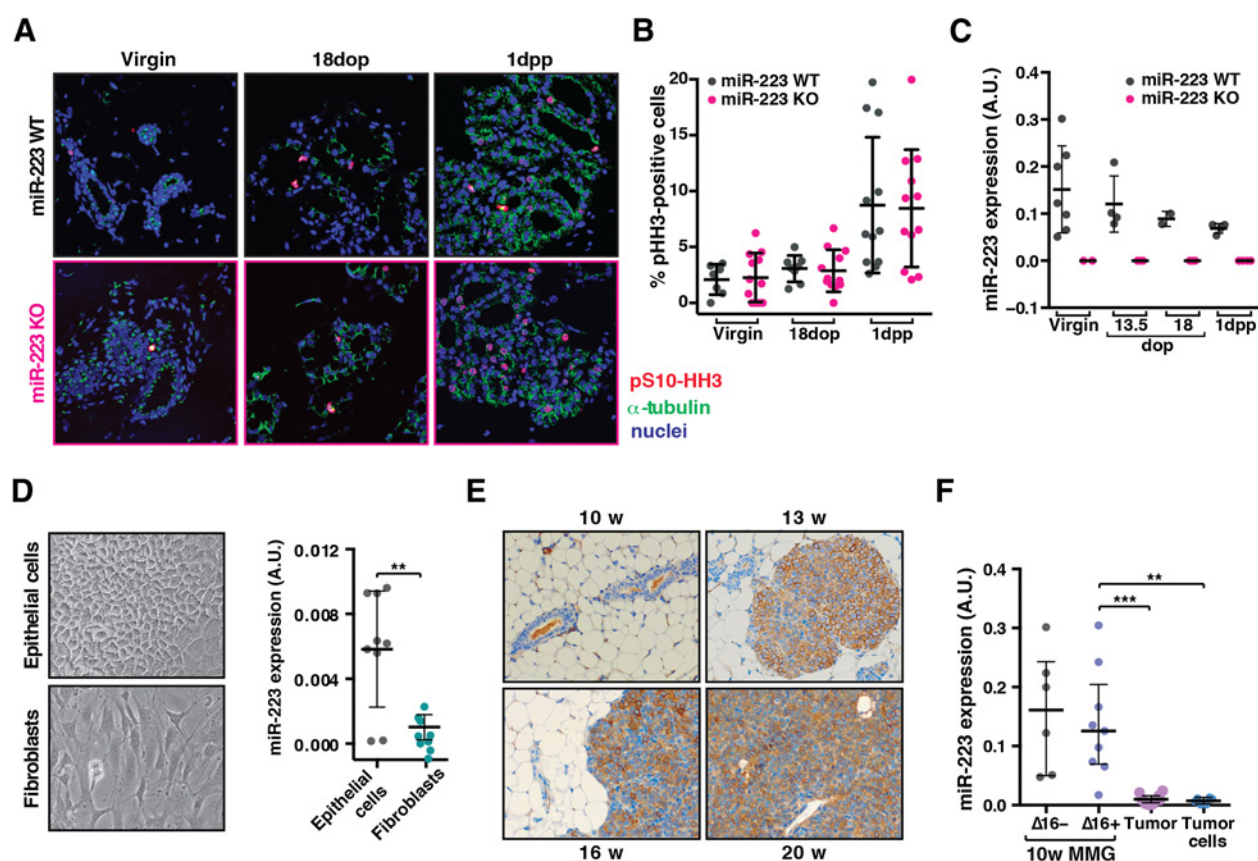 A
Virgin
18dop
1dpp
miR-223 WT
miR-223 KO
pS10-HH3
α-tubulin
nuclei
B
% pHH3-positive cells
20
15
10
5
0
miR-223 WT
miR-223 KO
Virgin
18dop
1dpp
C
miR-223 expression (A.U.)
0.4
0.3
0.2
0.1
0.0
−0.1
miR-223 WT
miR-223 KO
Virgin
13.5
18
1dpp
dop
D
Epithelial cells
Fibroblasts
miR-223 expression (A.U.)
0.012
0.008
0.004
0.000
**
Epithelial
cells
Fibroblasts
E
10 w
13 w
16 w
20 w
F
miR-223 expression (A.U.)
0.4
0.3
0.2
0.1
0.0
**
***
Δ16−
Δ16+
Tumor
Tumor
cells
10w MMG